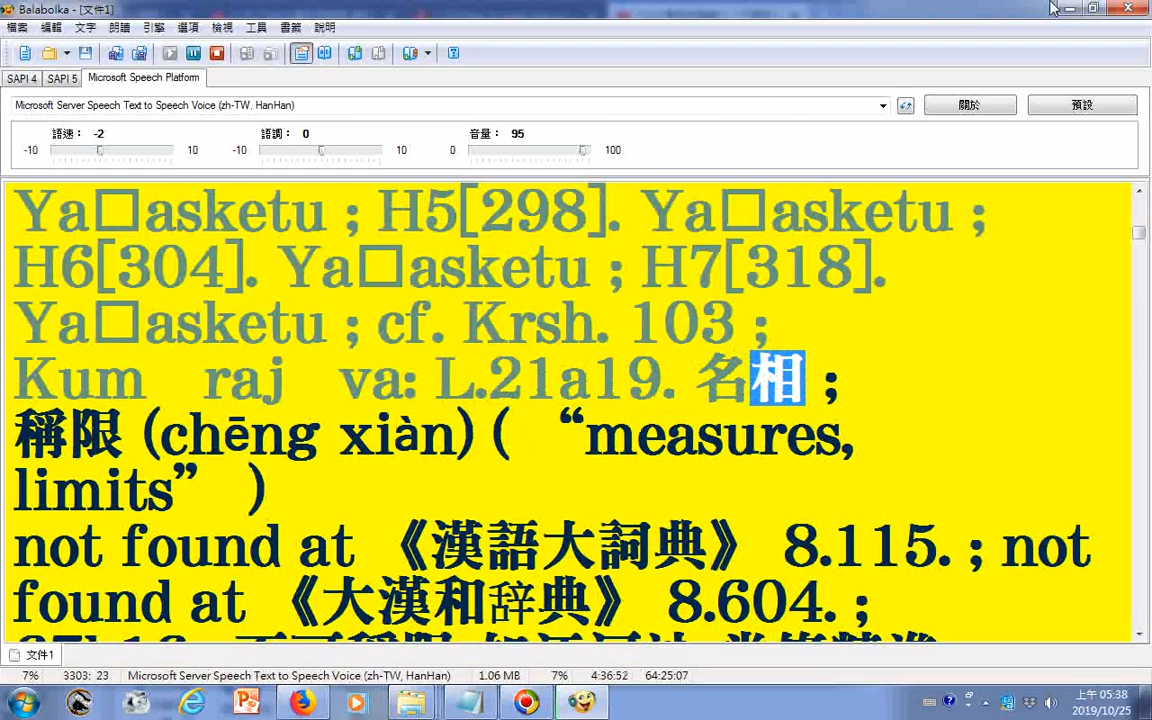 Balabolka - [文件1]
檔案 編輯 文字 朗讀 引擎 選項 檢視 工具 書籤 說明
SAPI 4 SAPI 5 Microsoft Speech Platform
Microsoft Server Speech Text to Speech Voice (zh-TW, HanHan) 關於 預設
語速： -2 語調： 0 音量： 95
-10 10 -10 10 0 100
Ya□asketu ; H5[298]. Ya□asketu ;
H6[304]. Ya□asketu ; H7[318].
Ya□asketu ; cf. Krsh. 103 ;
Kum raj va: L.21a19. 名相 ;
稱限 (chēng xiàn) ( “measures,
limits” )
not found at 《漢語大詞典》 8.115. ; not
found at 《大漢和辞典》 8.604. ;
文件1
7% 3303: 23 Microsoft Server Speech Text to Speech Voice (zh-TW, HanHan) 1.06 MB 7% 4:36:52 64:25:07
上午 05:38
2019/10/25